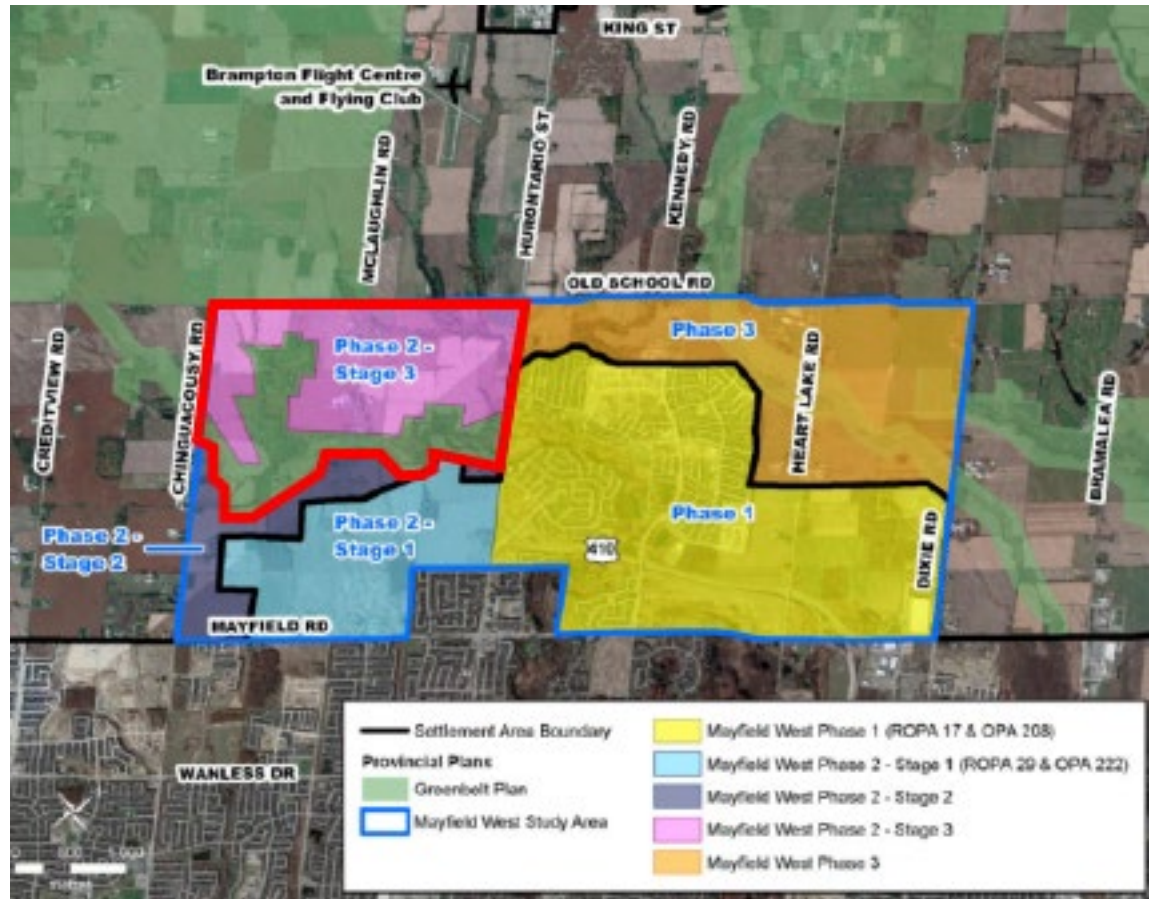 KING ST
Brampton Flight Centre
and Flying Club
MCLAUGHLIN RD
HURONTARIO ST
KENNEDY RD
OLD SCHOOL RD
CREDITVIEW RD
CHINGUACOUSY RD
Phase 2 -
Stage 3
Phase 3
HEART LAKE RD
BRAMALEA RD
Phase 2 -
Stage 2
Phase 2 -
Stage 1
Phase 1
410
DIXIE RD
MAYFIELD RD
WANLESS DR
Settlement Area Boundary
Provincial Plans
Greenbelt Plan
Mayfield West Study Area
Mayfield West Phase 1 (ROPA 17 & OPA 208)
Mayfield West Phase 2 - Stage 1 (ROPA 29 & OPA 222)
Mayfield West Phase 2 - Stage 2
Mayfield West Phase 2 - Stage 3
Mayfield West Phase 3
metres